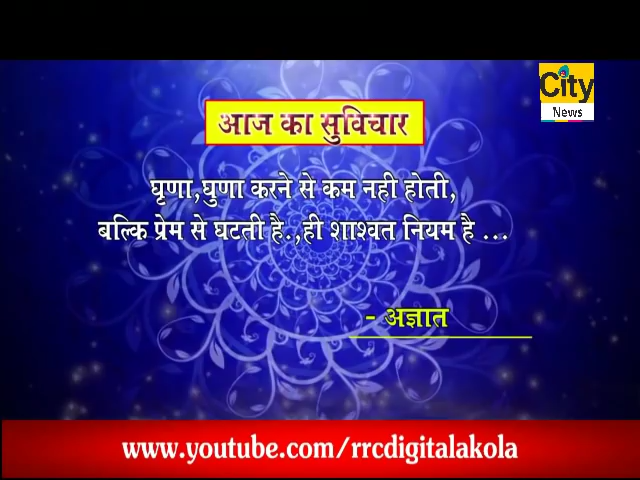 City
News
आज का सुविचार
घृणा,घुणा करने से कम नही होती,
बल्कि प्रेम से घटती है.,ही शाश्वत नियम है ...
- अज्ञात
www.youtube.com/rrcdigitalakola